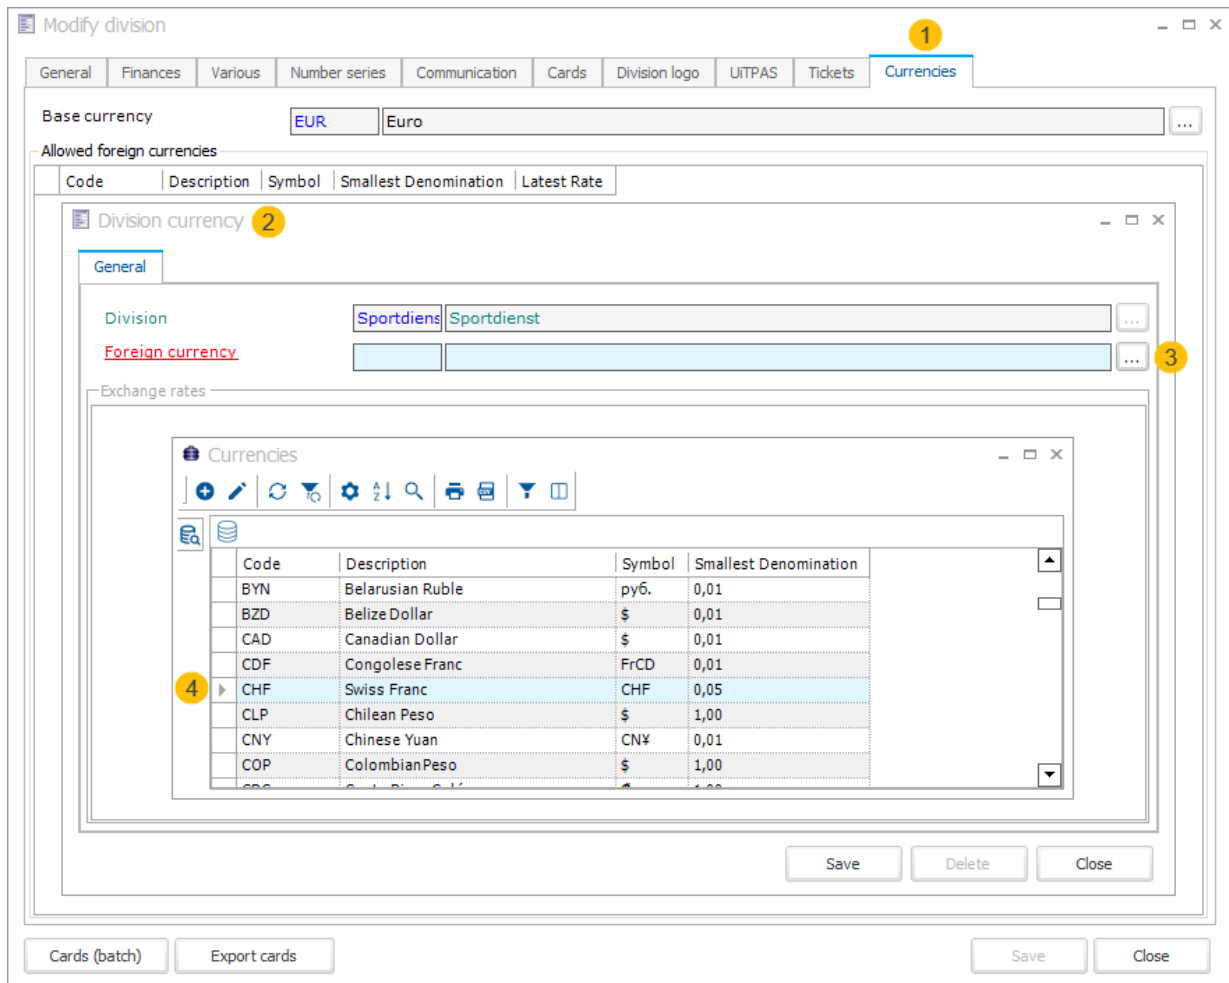 Modify division
1
General Finances Various Number series Communication Cards Division logo UiTPAS Tickets Currencies
Base currency EUR Euro ...
Allowed foreign currencies
Code Description Symbol Smallest Denomination Latest Rate
Division currency 2
General
Division Sportdiens Sportdienst ...
Foreign currency ... 3
Exchange rates
Currencies
Code Description Symbol Smallest Denomination
BYN Belarusian Ruble руб. 0,01
BZD Belize Dollar $ 0,01
CAD Canadian Dollar $ 0,01
CDF Congolese Franc FrCD 0,01
4 CHF Swiss Franc CHF 0,05
CLP Chilean Peso $ 1,00
CNY Chinese Yuan CN¥ 0,01
COP Colombian Peso $ 1,00
Save Delete Close
Cards (batch) Export cards Save Close